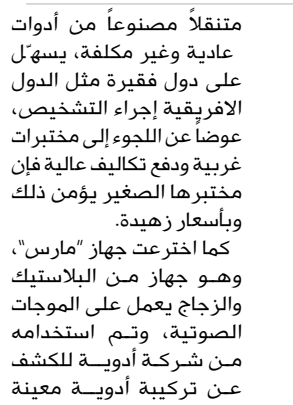 متنقلاً مصنوعاً من أدوات
عادية وغير مكلفة، يسهّل
على دول فقيرة مثل الدول
الافريقية إجراء التشخيص،
عوضاً عن اللجوء إلى مختبرات
غربية ودفع تكاليف عالية فإن
مختبرها الصغير يؤمن ذلك
وبأسعار زهيدة.
كما اخترعت جهاز "مارس"،
وهو جهاز من البلاستيك
والزجاج يعمل على الموجات
الصوتية، وتم استخدامه
من شركة أدوية للكشف
عن تركيبة أدوية معينة